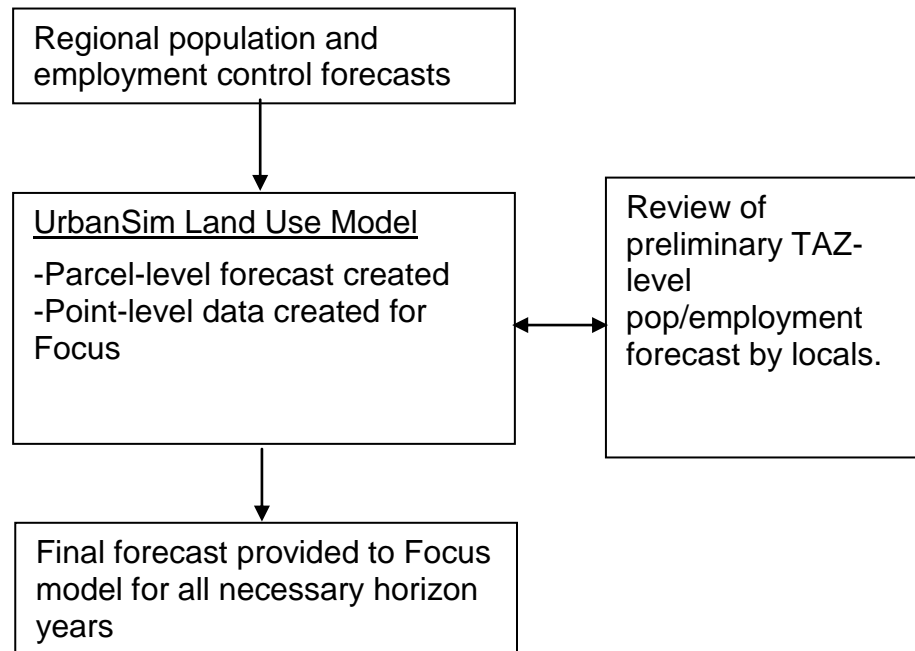 Regional population and
employment control forecasts
UrbanSim Land Use Model
-Parcel-level forecast created
-Point-level data created for
Focus
Review of
preliminary TAZ-
level
pop/employment
forecast by locals.
Final forecast provided to Focus
model for all necessary horizon
years